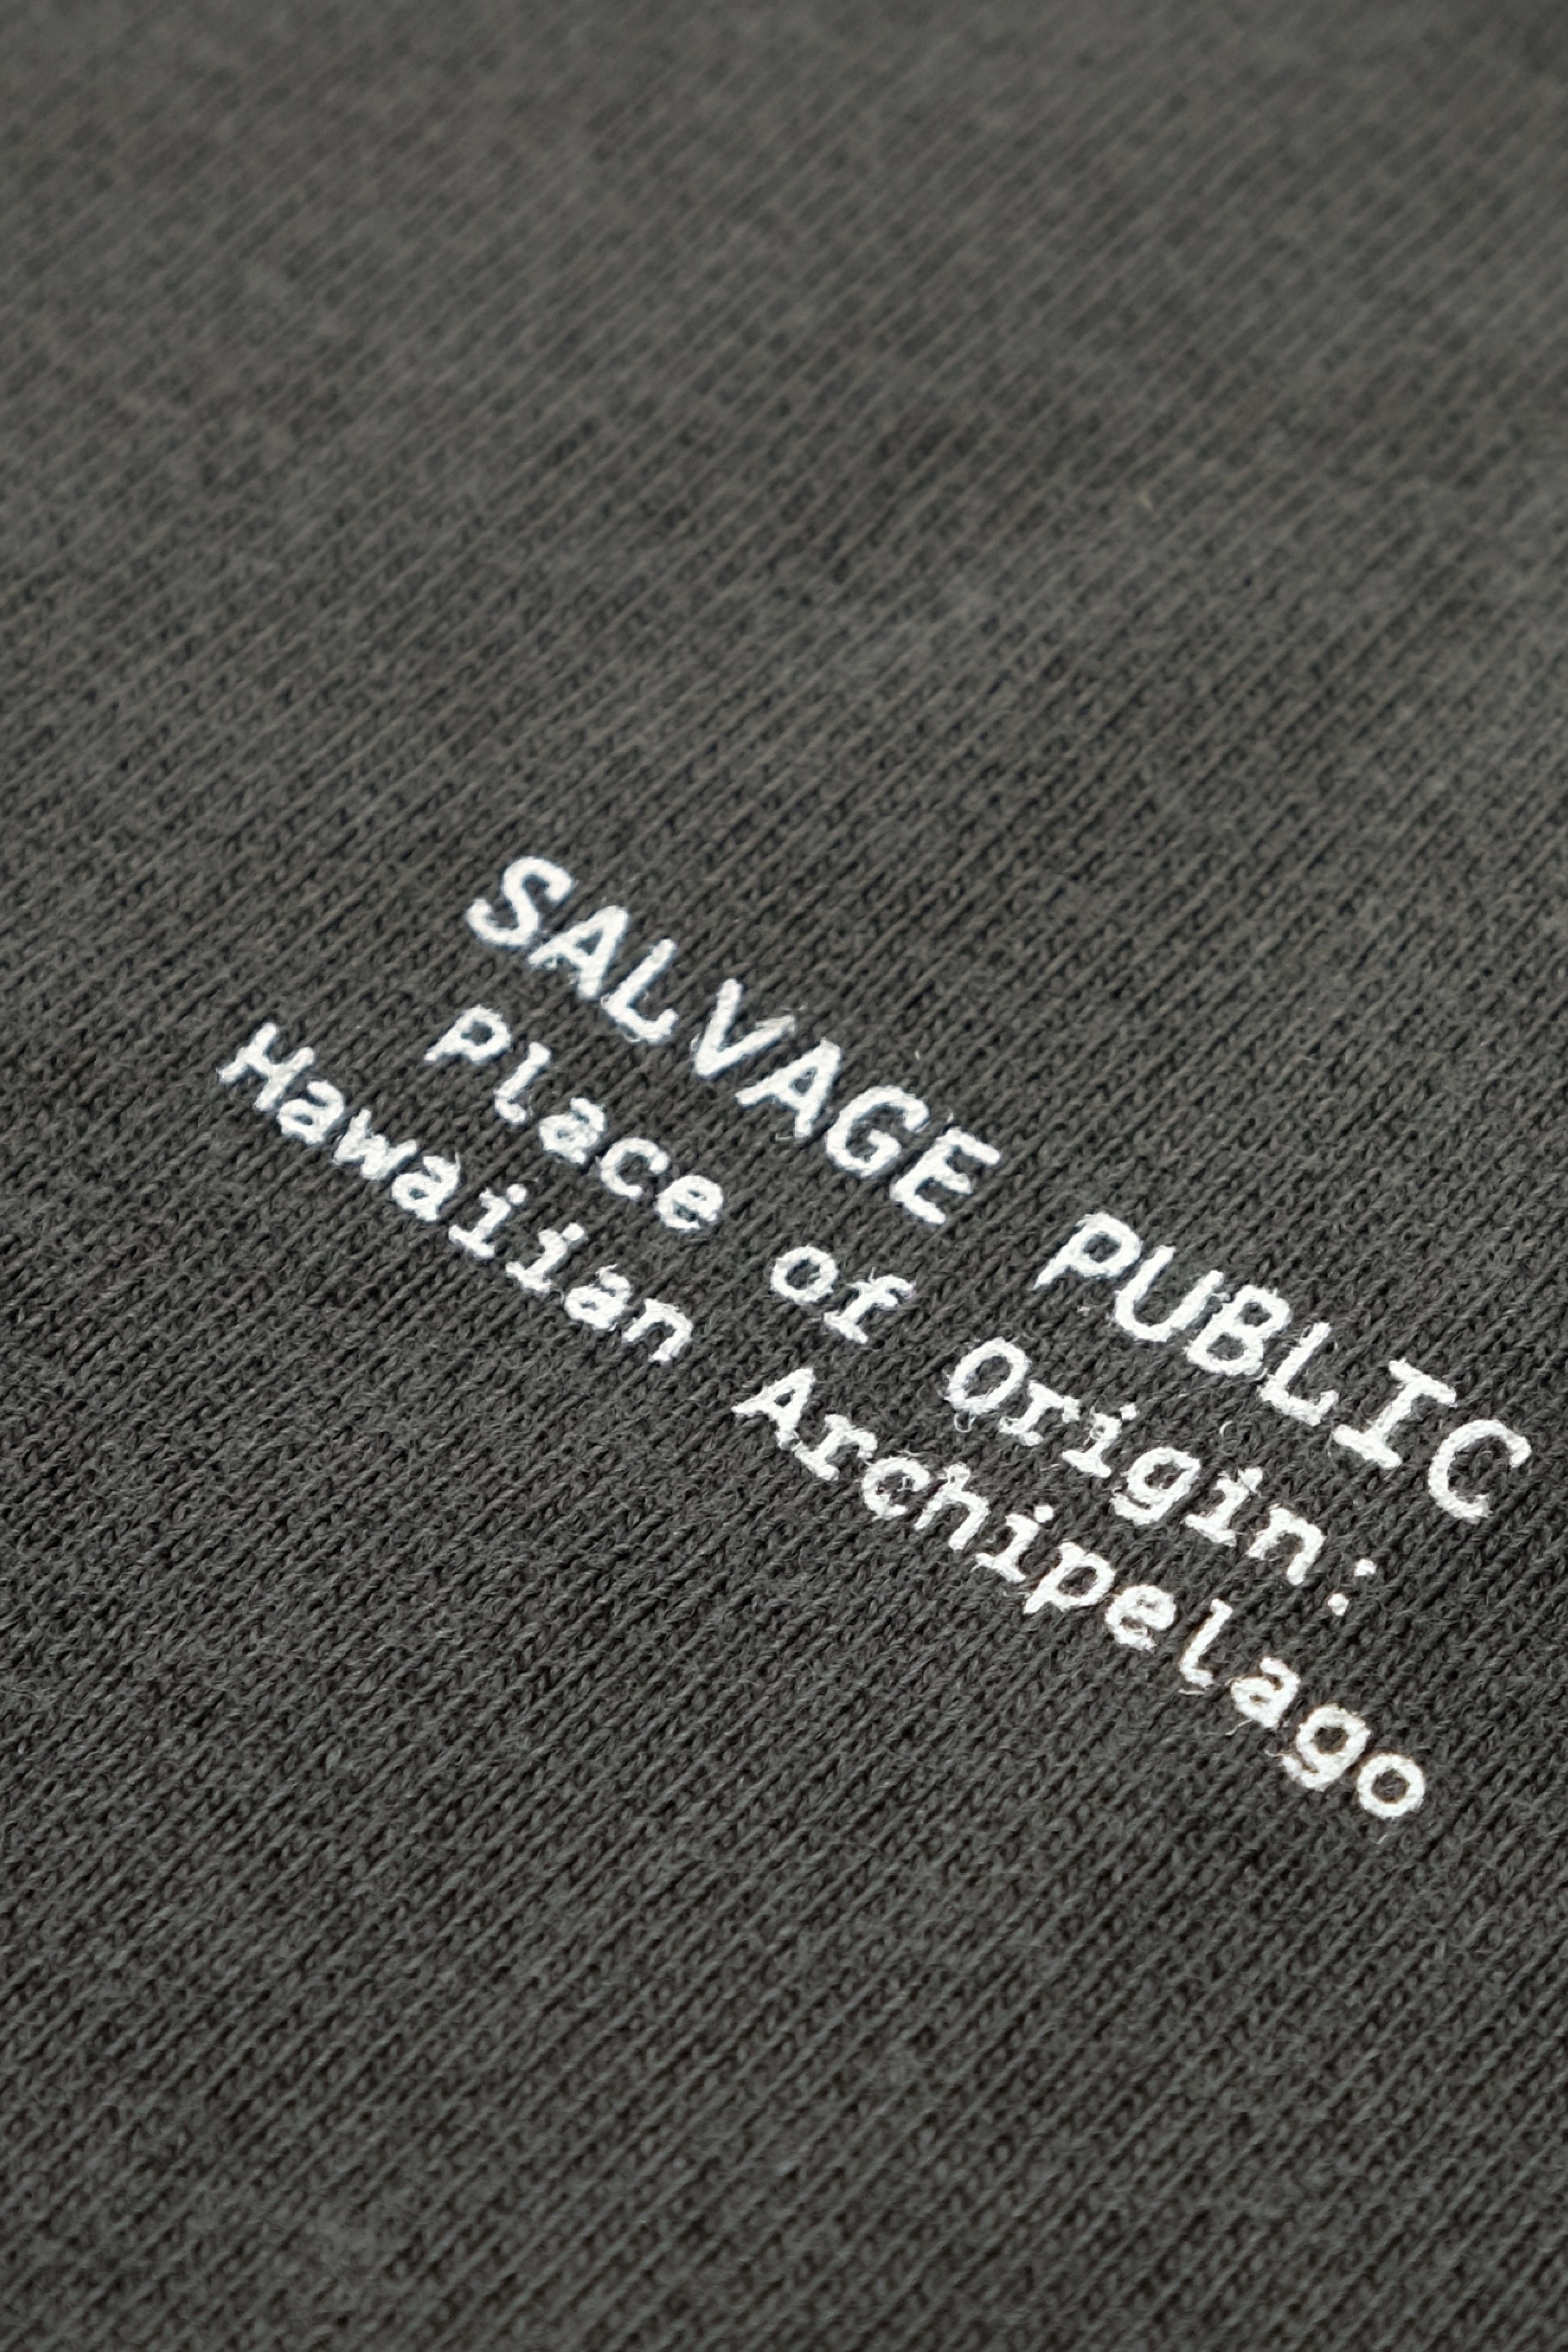 SALVAGE PUBLIC
Place of Origin:
Hawaiian Archipelago